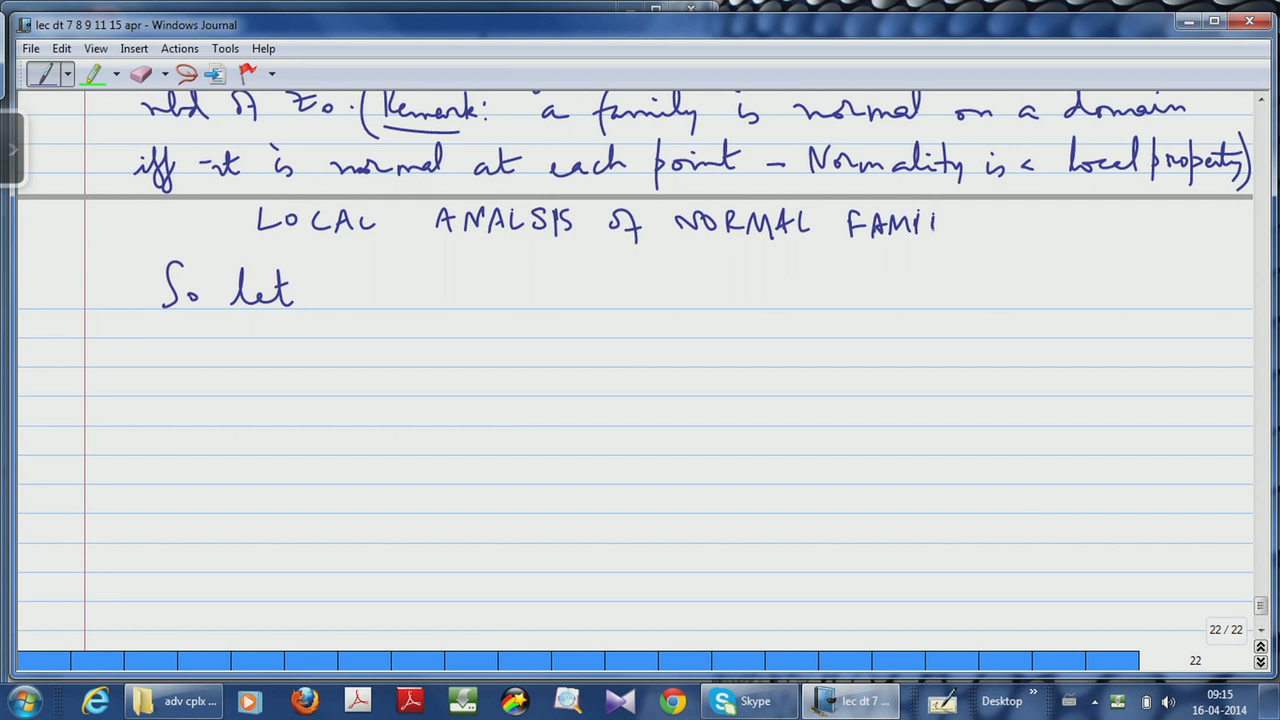 lec dt 7 8 9 11 15 apr - Windows Journal
File Edit View Insert Actions Tools Help
nbd of z₀. (Remark: a family is normal on a domain
iff it is normal at each point - Normality is a local property)
LOCAL ANALSIS of NORMAL FAMI
So let
22 / 22
22
adv cplx ... Skype lec dt 7 ... Desktop » 09:15
16-04-2014